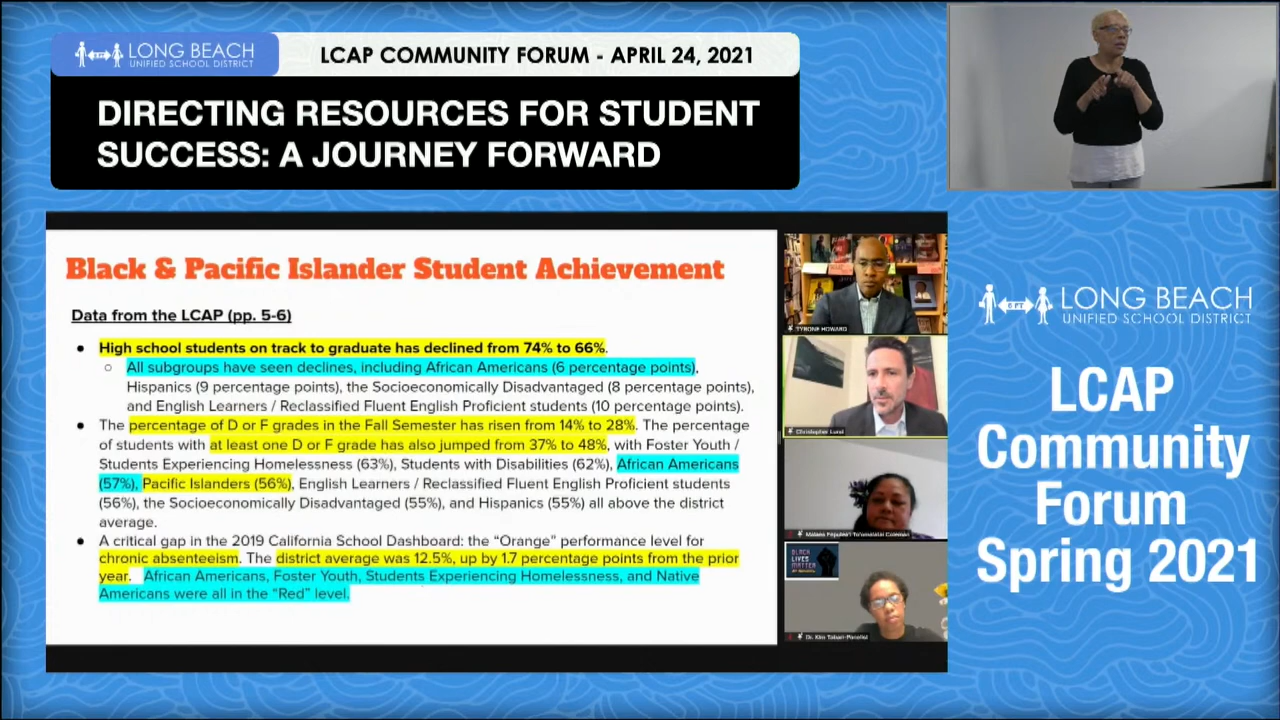 LONG BEACH
UNIFIED SCHOOL DISTRICT
LCAP COMMUNITY FORUM - APRIL 24, 2021
DIRECTING RESOURCES FOR STUDENT
SUCCESS: A JOURNEY FORWARD
Black & Pacific Islander Student Achievement
Data from the LCAP (pp. 5-6)
● High school students on track to graduate has declined from 74% to 66%.
○ All subgroups have seen declines, including African Americans (6 percentage points),
Hispanics (9 percentage points), the Socioeconomically Disadvantaged (8 percentage points),
and English Learners / Reclassified Fluent English Proficient students (10 percentage points).
● The percentage of D or F grades in the Fall Semester has risen from 14% to 28%. The percentage
of students with at least one D or F grade has also jumped from 37% to 48%, with Foster Youth /
Students Experiencing Homelessness (63%), Students with Disabilities (62%), African Americans
(57%), Pacific Islanders (56%), English Learners / Reclassified Fluent English Proficient students
(56%), the Socioeconomically Disadvantaged (55%), and Hispanics (55%) all above the district
average.
● A critical gap in the 2019 California School Dashboard: the “Orange” performance level for
chronic absenteeism. The district average was 12.5%, up by 1.7 percentage points from the prior
year. African Americans, Foster Youth, Students Experiencing Homelessness, and Native
Americans were all in the “Red” level.
TYRONE HOWARD
Christopher Lund
Coleman
BLACK
LIVES
MATTER
Dr. Kim
6 FT
LONG BEACH
UNIFIED SCHOOL DISTRICT
LCAP
Community
Forum
Spring 2021